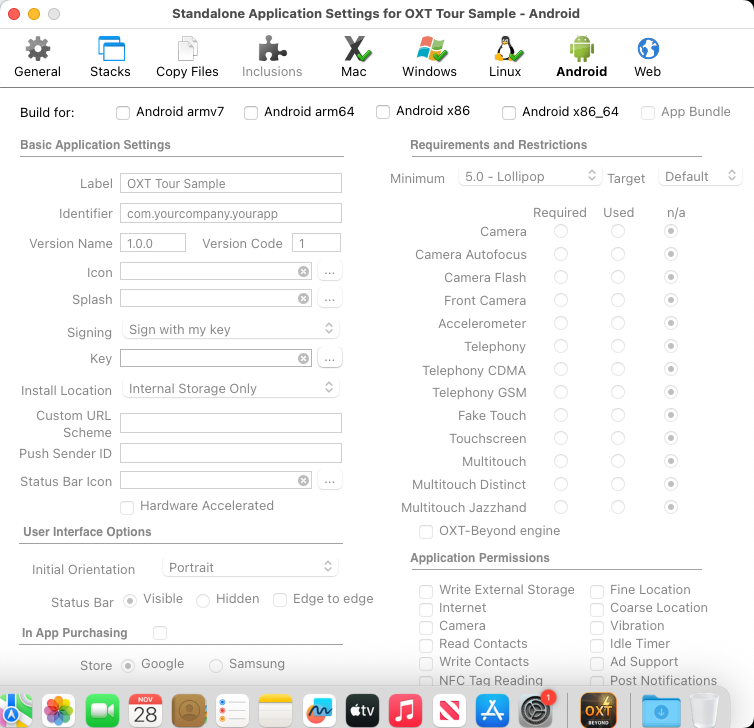 Standalone Application Settings for OXT Tour Sample - Android
General Stacks Copy Files Inclusions Mac Windows Linux Android Web
Build for: Android armv7 Android arm64 Android x86 Android x86_64 App Bundle
Basic Application Settings
Label OXT Tour Sample
Identifier com.yourcompany.yourapp
Version Name 1.0.0 Version Code 1
Icon ...
Splash ...
Signing Sign with my key
Key ...
Install Location Internal Storage Only
Custom URL
Scheme
Push Sender ID
Status Bar Icon ...
Hardware Accelerated
User Interface Options
Initial Orientation Portrait
Status Bar Visible Hidden Edge to edge
In App Purchasing
Store Google Samsung
Requirements and Restrictions
Minimum 5.0 - Lollipop Target Default
Required Used n/a
Camera
Camera Autofocus
Camera Flash
Front Camera
Accelerometer
Telephony
Telephony CDMA
Telephony GSM
Fake Touch
Touchscreen
Multitouch
Multitouch Distinct
Multitouch Jazzhand
OXT-Beyond engine
Application Permissions
Write External Storage Fine Location
Internet Coarse Location
Camera Vibration
Read Contacts Idle Timer
Write Contacts Ad Support
NFC Tag Reading Post Notifications
NOV
28
tv
1
OXT
BEYOND